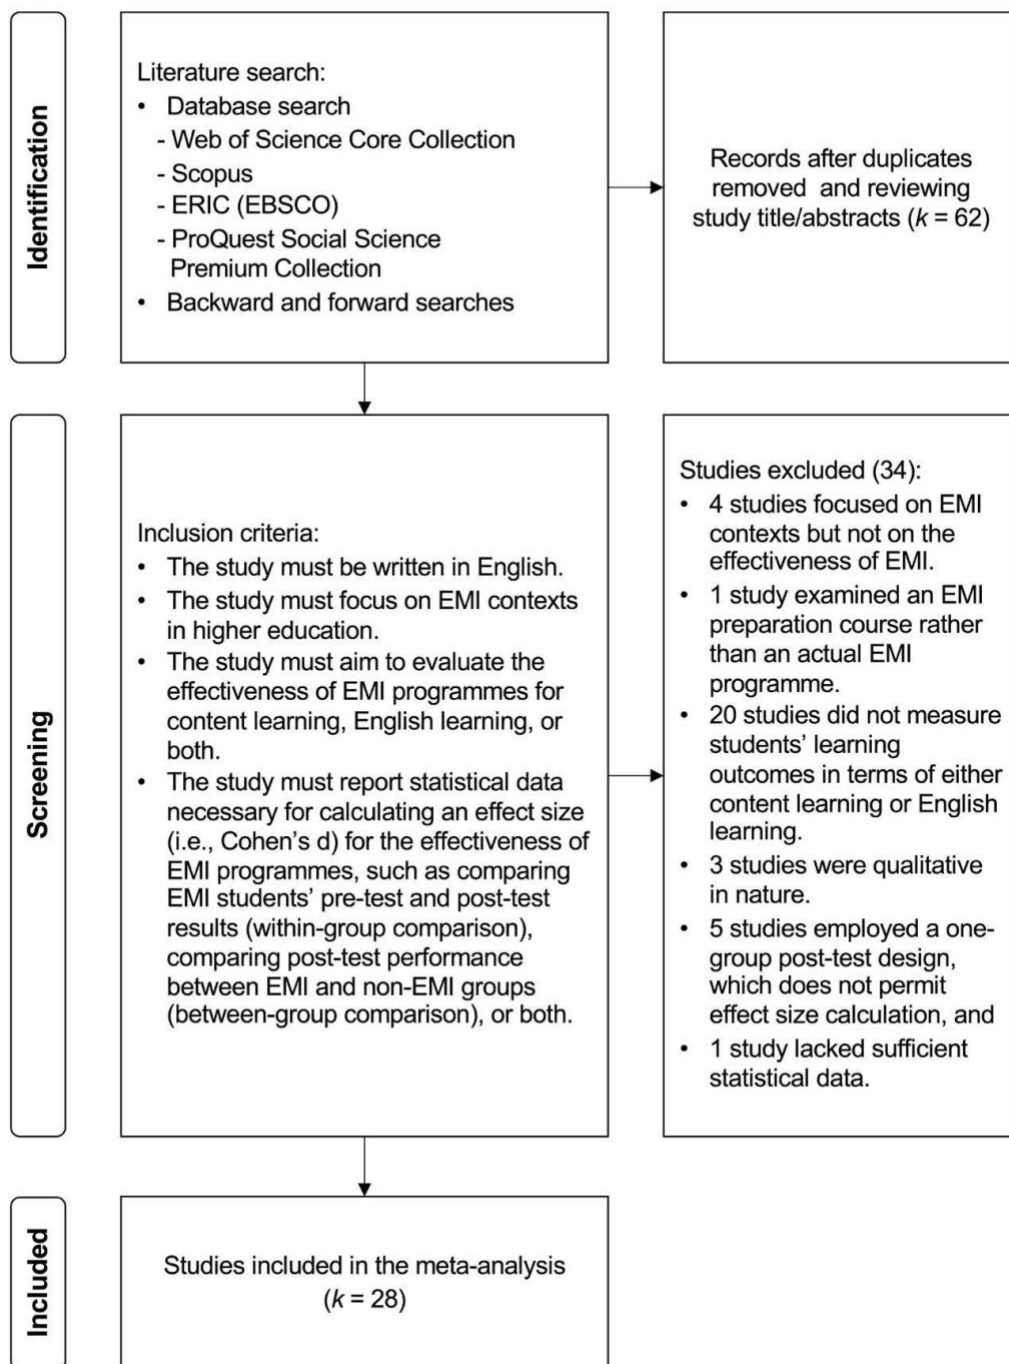 Identification
Literature search:
• Database search
- Web of Science Core Collection
- Scopus
- ERIC (EBSCO)
- ProQuest Social Science
Premium Collection
• Backward and forward searches
Records after duplicates
removed and reviewing
study title/abstracts (k = 62)
Screening
Inclusion criteria:
• The study must be written in English.
• The study must focus on EMI contexts
in higher education.
• The study must aim to evaluate the
effectiveness of EMI programmes for
content learning, English learning, or
both.
• The study must report statistical data
necessary for calculating an effect size
(i.e., Cohen's d) for the effectiveness of
EMI programmes, such as comparing
EMI students' pre-test and post-test
results (within-group comparison),
comparing post-test performance
between EMI and non-EMI groups
(between-group comparison), or both.
Studies excluded (34):
• 4 studies focused on EMI
contexts but not on the
effectiveness of EMI.
• 1 study examined an EMI
preparation course rather
than an actual EMI
programme.
• 20 studies did not measure
students' learning
outcomes in terms of either
content learning or English
learning.
• 3 studies were qualitative
in nature.
• 5 studies employed a one-
group post-test design,
which does not permit
effect size calculation, and
• 1 study lacked sufficient
statistical data.
Included
Studies included in the meta-analysis
(k = 28)